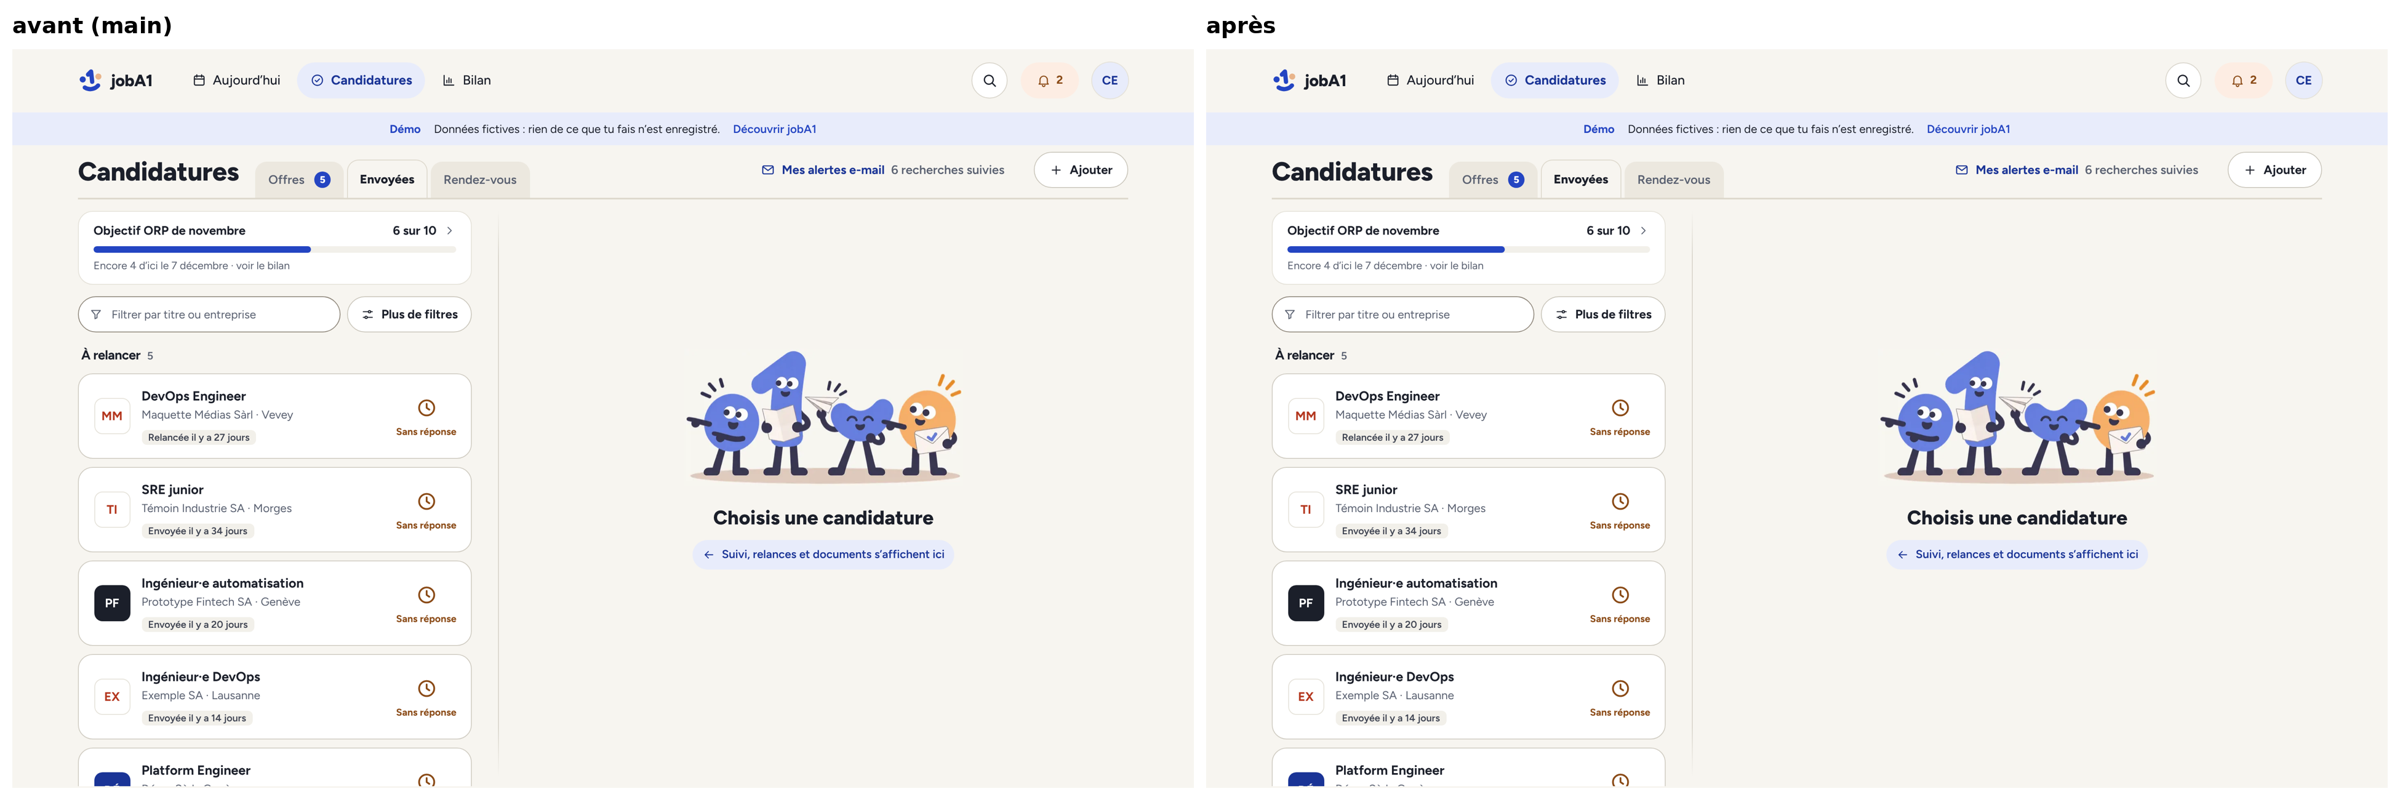 avant (main)
jobA1
Aujourd’hui
Candidatures
Bilan
2
CE
Démo Données fictives : rien de ce que tu fais n’est enregistré. Découvrir jobA1
Candidatures
Offres 5
Envoyées
Rendez-vous
Mes alertes e-mail 6 recherches suivies
Ajouter
Objectif ORP de novembre 6 sur 10
Encore 4 d’ici le 7 décembre · voir le bilan
Filtrer par titre ou entreprise
Plus de filtres
À relancer 5
MM
DevOps Engineer
Maquette Médias Sàrl · Vevey
Relancée il y a 27 jours
Sans réponse
TI
SRE junior
Témoin Industrie SA · Morges
Envoyée il y a 34 jours
Sans réponse
PF
Ingénieur·e automatisation
Prototype Fintech SA · Genève
Envoyée il y a 20 jours
Sans réponse
EX
Ingénieur·e DevOps
Exemple SA · Lausanne
Envoyée il y a 14 jours
Sans réponse
Platform Engineer
Choisis une candidature
Suivi, relances et documents s’affichent ici
après
jobA1
Aujourd’hui
Candidatures
Bilan
2
CE
Démo Données fictives : rien de ce que tu fais n’est enregistré. Découvrir jobA1
Candidatures
Offres 5
Envoyées
Rendez-vous
Mes alertes e-mail 6 recherches suivies
Ajouter
Objectif ORP de novembre 6 sur 10
Encore 4 d’ici le 7 décembre · voir le bilan
Filtrer par titre ou entreprise
Plus de filtres
À relancer 5
MM
DevOps Engineer
Maquette Médias Sàrl · Vevey
Relancée il y a 27 jours
Sans réponse
TI
SRE junior
Témoin Industrie SA · Morges
Envoyée il y a 34 jours
Sans réponse
PF
Ingénieur·e automatisation
Prototype Fintech SA · Genève
Envoyée il y a 20 jours
Sans réponse
EX
Ingénieur·e DevOps
Exemple SA · Lausanne
Envoyée il y a 14 jours
Sans réponse
Platform Engineer
Choisis une candidature
Suivi, relances et documents s’affichent ici